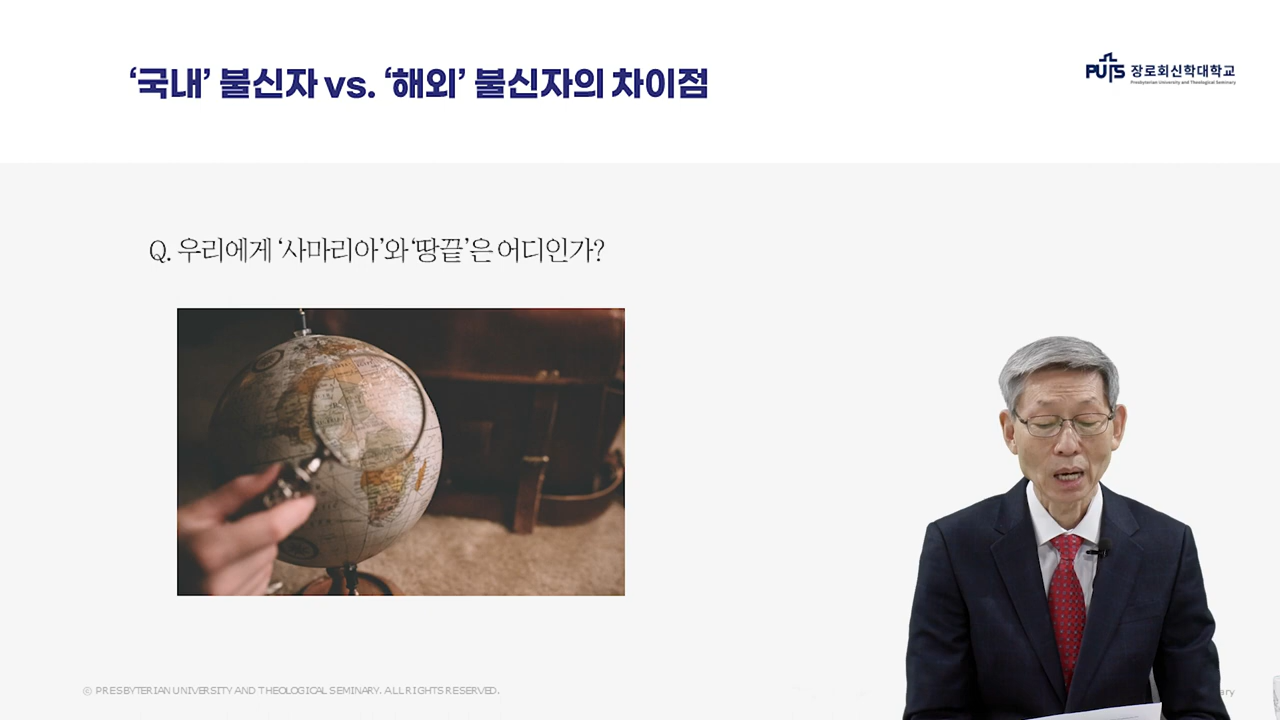 ‘국내’ 불신자 vs. ‘해외’ 불신자의 차이점
PUTS 장로회신학대학교
Presbyterian University and Theological Seminary
Q. 우리에게 ‘사마리아’와 ‘땅끝’은 어디인가?
© PRESBYTERIAN UNIVERSITY AND THEOLOGICAL SEMINARY. ALL RIGHTS RESERVED.